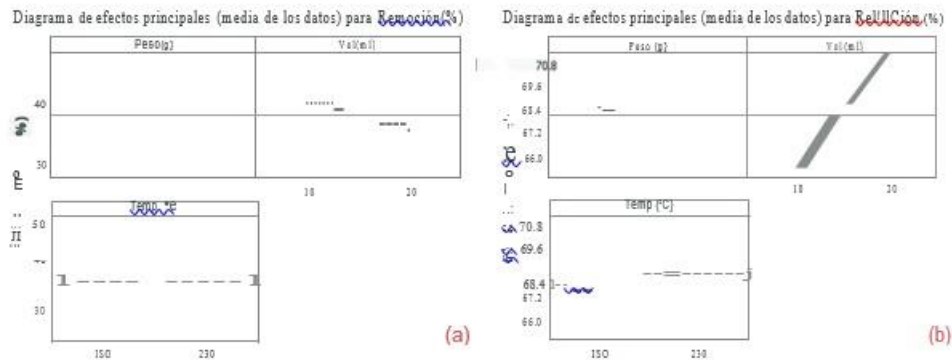 Diagrama de efectos principales (media de los datos) para Remoción(%)
Peso(g) Vol(ml)
40
%)
30
10 20
Temp
50
30
150 230
(a)
Diagrama de efectos principales (media de los datos) para (%)
Peso (g) Vol(ml)
70.8
69.6
68.4
67.2
66.0
10 20
Temp (°C)
70.8
69.6
68.4
67.2
66.0
150 230
(b)